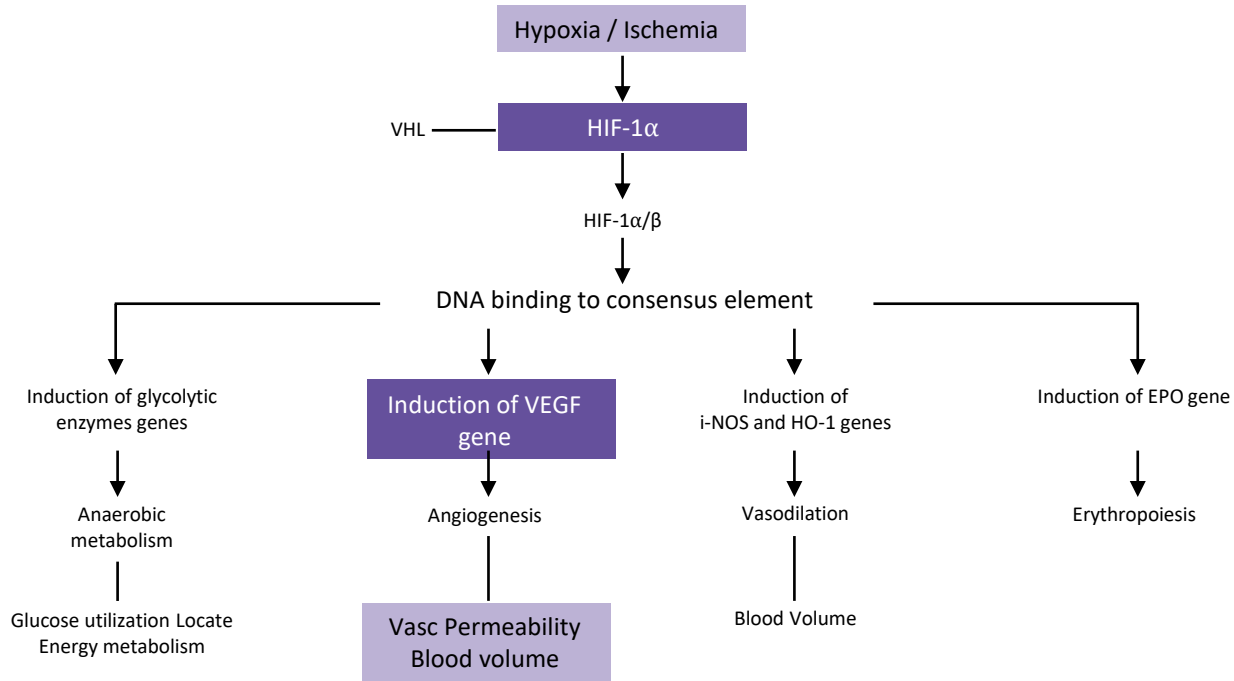 Hypoxia / Ischemia
VHL
HIF-1α
HIF-1α/β
DNA binding to consensus element
Induction of glycolytic
enzymes genes
Induction of VEGF
gene
Induction of
i-NOS and HO-1 genes
Induction of EPO gene
Anaerobic
metabolism
Angiogenesis
Vasodilation
Erythropoiesis
Glucose utilization Locate
Energy metabolism
Vasc Permeability
Blood volume
Blood Volume